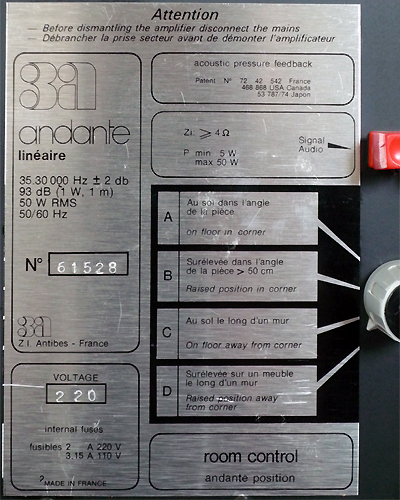 Attention
— Before dismantling the amplifier disconnect the mains
— Débrancher la prise secteur avant de démonter l'amplificateur
3a
andante
linéaire
35.30 000 Hz ± 2 db
93 dB (1 W, 1 m)
50 W RMS
50/60 Hz
N° 61528
3a
Z.I. Antibes - France
VOLTAGE
220
internal fuses
fusibles 2 A 220 V
3,15 A 110 V
MADE IN FRANCE
acoustic pressure feedback
Patent N° 72 42 542 France
468 868 USA Canada
53 787/74 Japon
Zi. ⩾ 4 Ω
P min 5 W
max 50 W
Signal
Audio
A
Au sol dans l'angle
de la pièce
on floor in corner
B
Surélevée dans l'angle
de la pièce > 50 cm
Raised position in corner
C
Au sol le long d'un mur
On floor away from corner
D
Surélevée sur un meuble
le long d'un mur
Raised position away
from corner
room control
andante position